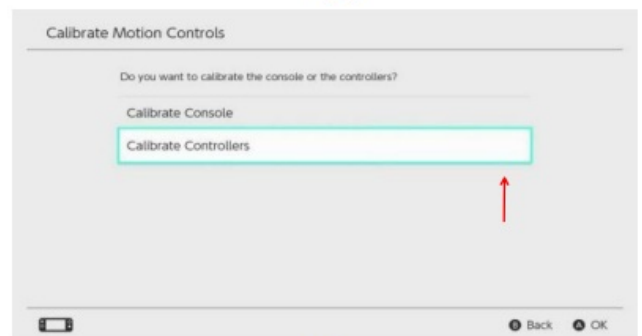 Calibrate Motion Controls
Do you want to calibrate the console or the controllers?
Calibrate Console
Calibrate Controllers
B Back A OK